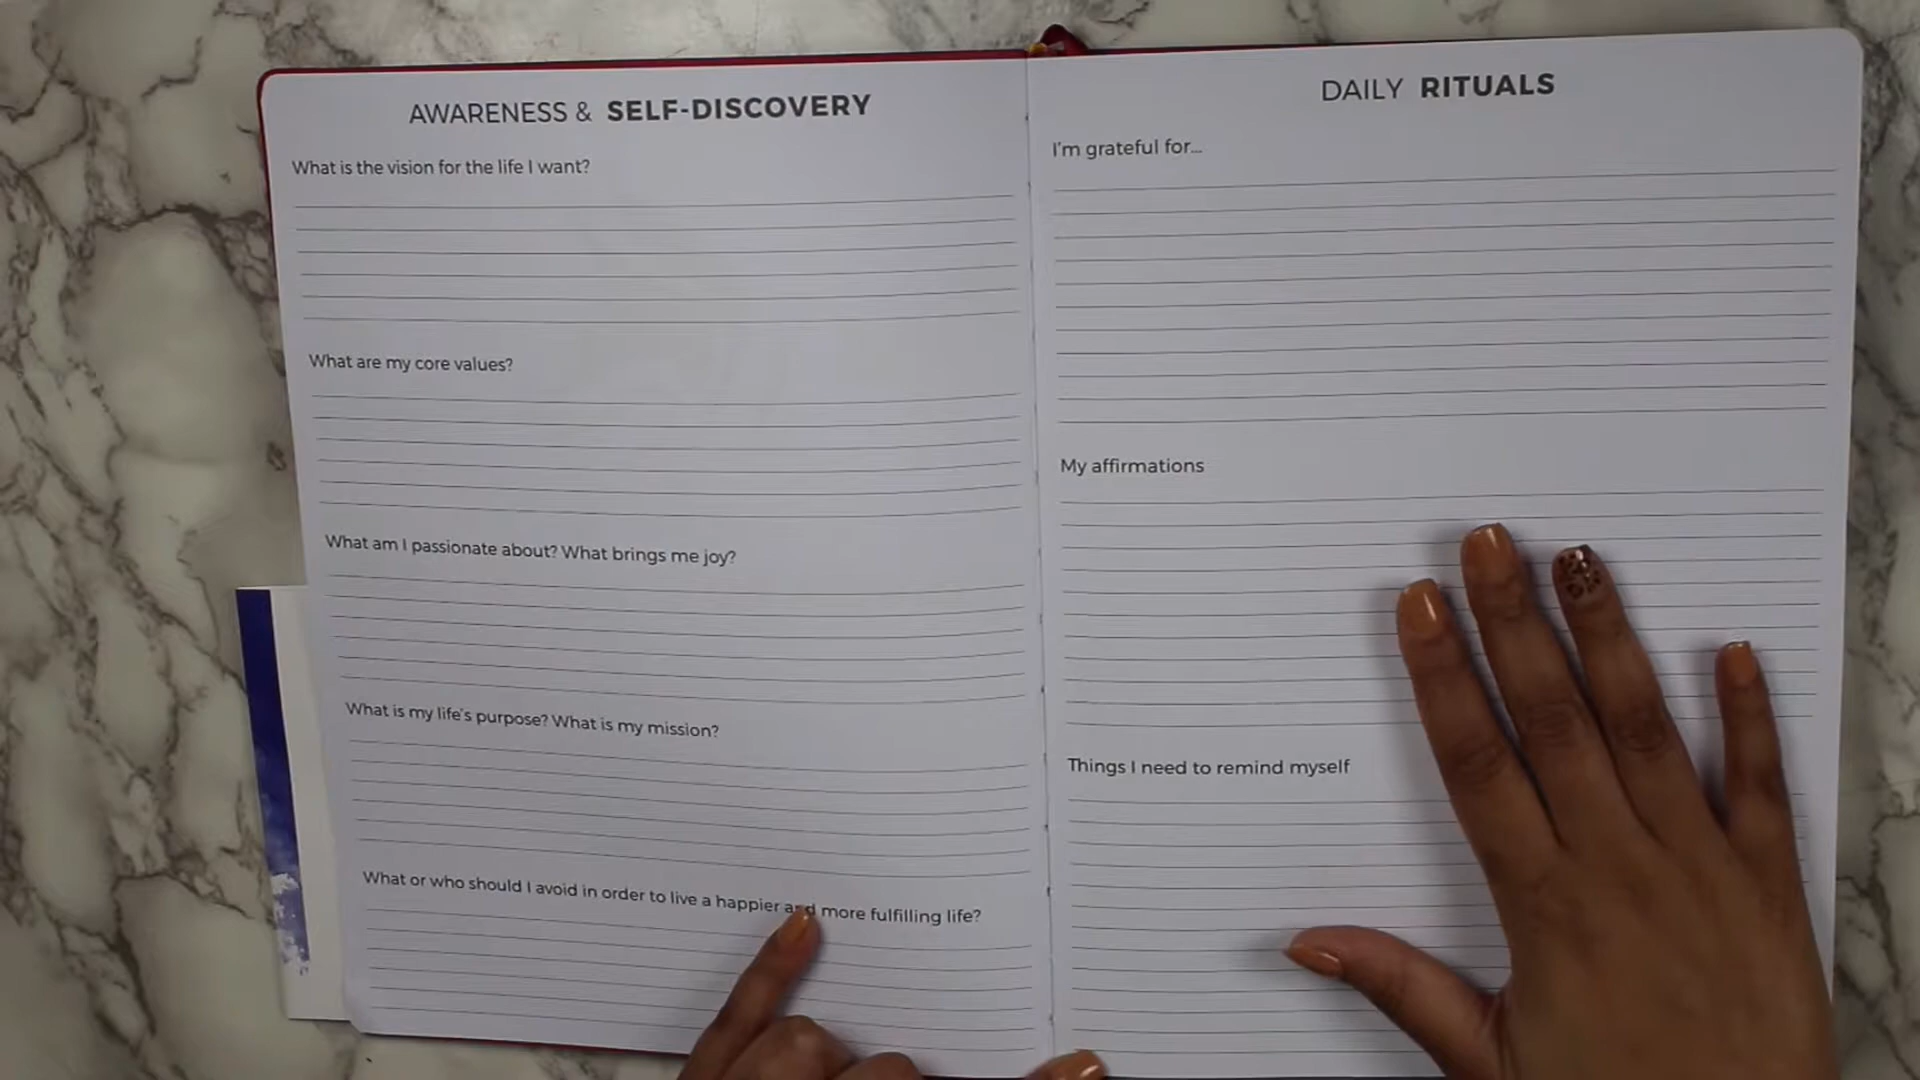 AWARENESS & SELF-DISCOVERY
What is the vision for the life I want?
What are my core values?
What am I passionate about? What brings me joy?
What is my life's purpose? What is my mission?
What or who should I avoid in order to live a happier and more fulfilling life?
DAILY RITUALS
I'm grateful for...
My affirmations
Things I need to remind myself